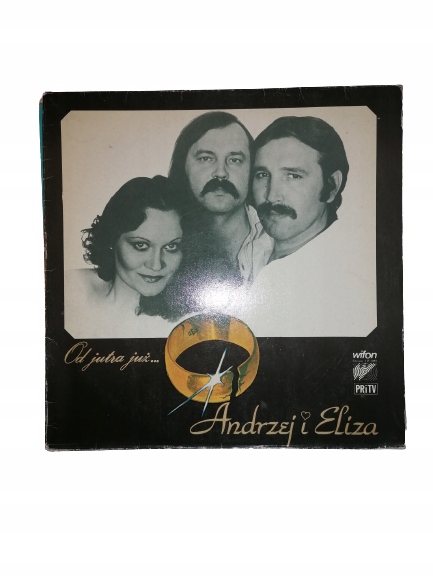 Od jutra już...
wifon
PRiTV
Andrzej i Eliza